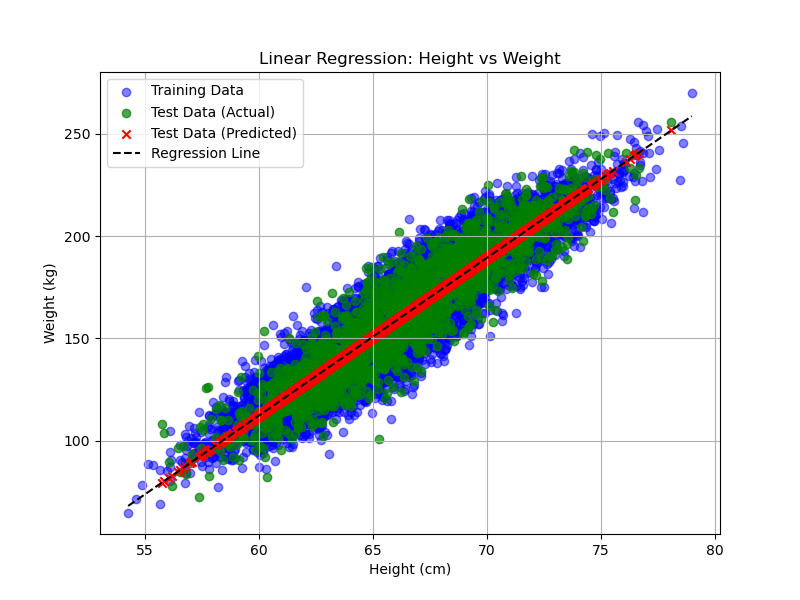 Linear Regression: Height vs Weight
Training Data
Test Data (Actual)
Test Data (Predicted)
Regression Line
250
200
150
100
Weight (kg)
55 60 65 70 75 80
Height (cm)